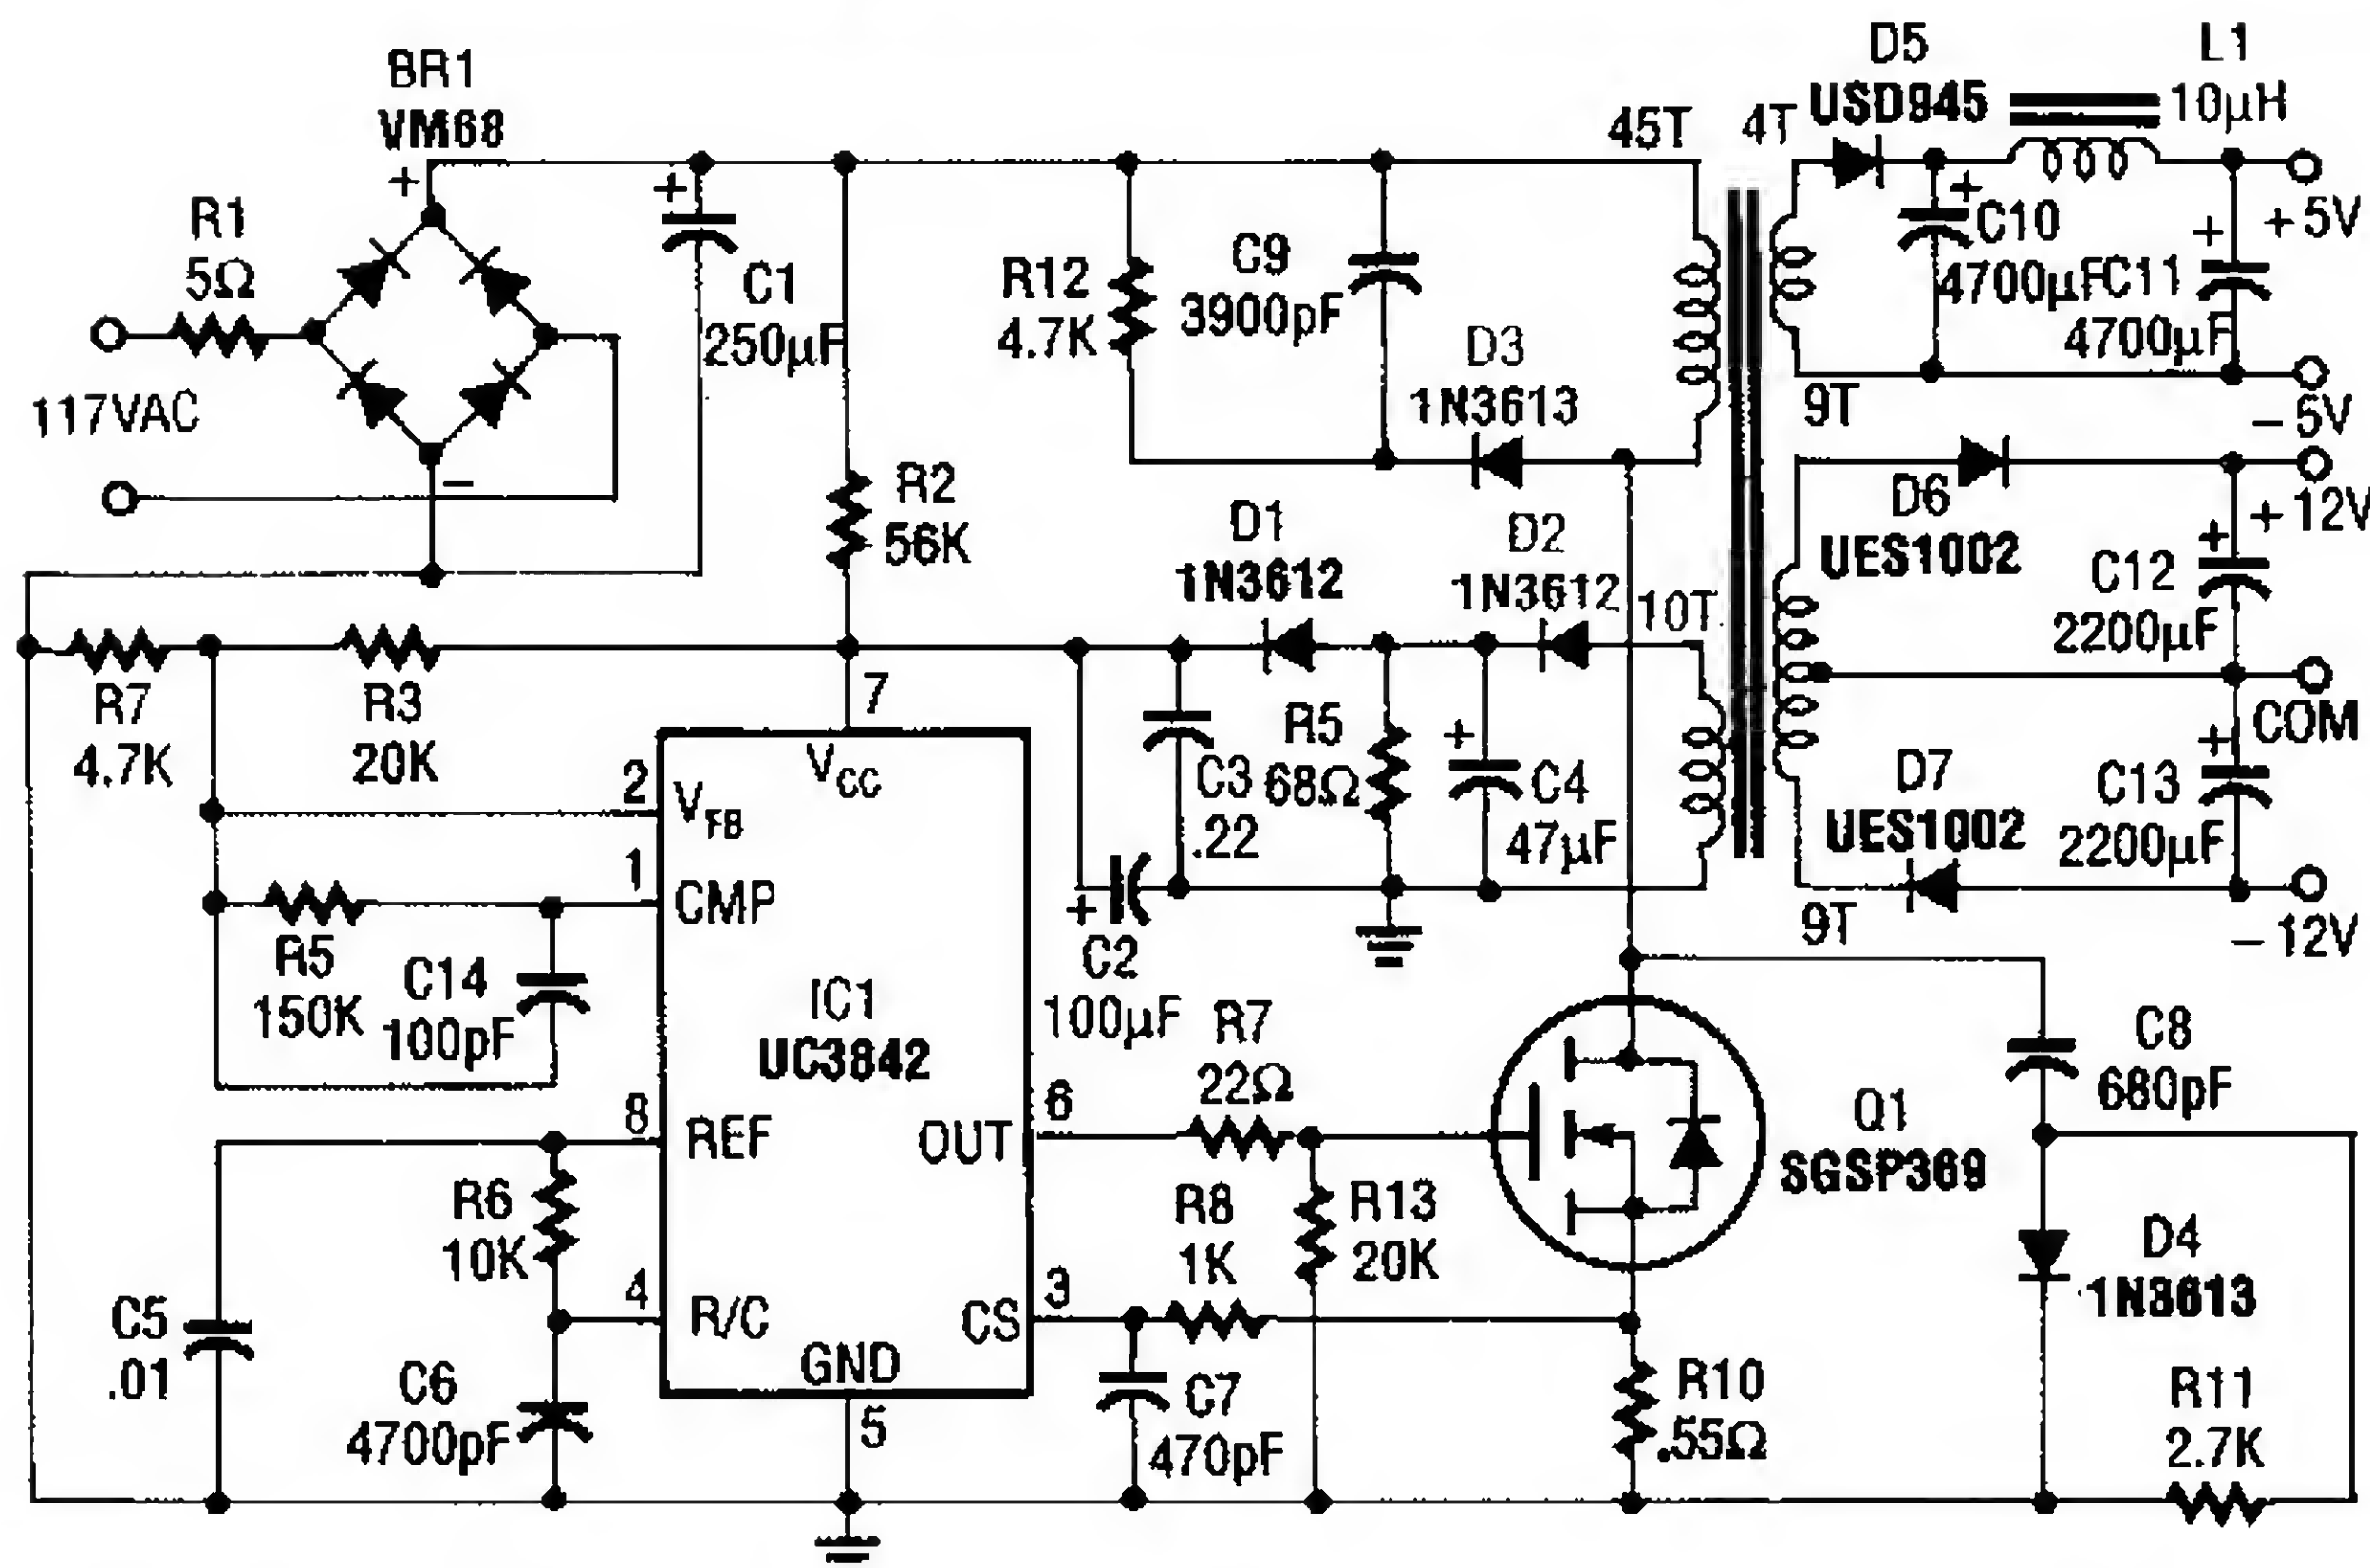 BR1
VM68
+
R1
5Ω
117VAC
−
+
C1
250µF
R2
56K
R12
4.7K
C9
3900pF
D3
1N3613
45T
4T
D5
USD945
L1
10µH
+
C10
4700µF
+
C11
4700µF
+ 5V
− 5V
9T
D6
UES1002
+ 12V
+
C12
2200µF
COM
+
C13
2200µF
D7
UES1002
9T
− 12V
D1
1N3612
D2
1N3612
10T
R7
4.7K
R3
20K
7
VCC
C3
.22
R5
68Ω
+
C4
47µF
+
C2
100µF
2
VFB
1
CMP
R5
150K
C14
100pF
IC1
UC3842
8
REF
OUT
6
R7
22Ω
R6
10K
4
R/C
CS
3
R8
1K
R13
20K
Q1
SGSP369
C8
680pF
D4
1N3613
C5
.01
C6
4700pF
GND
5
C7
470pF
R10
.55Ω
R11
2.7K